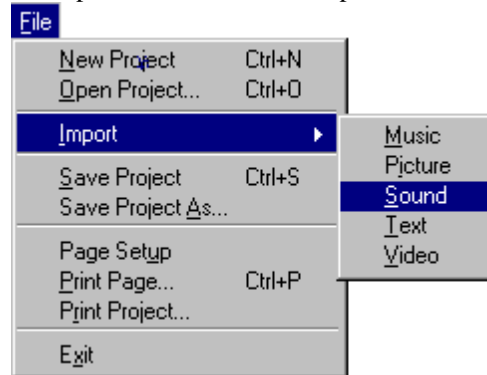 File
New Project Ctrl+N
Open Project... Ctrl+O
Import
Music
Picture
Sound
Text
Video
Save Project Ctrl+S
Save Project As...
Page Setup
Print Page... Ctrl+P
Print Project...
Exit